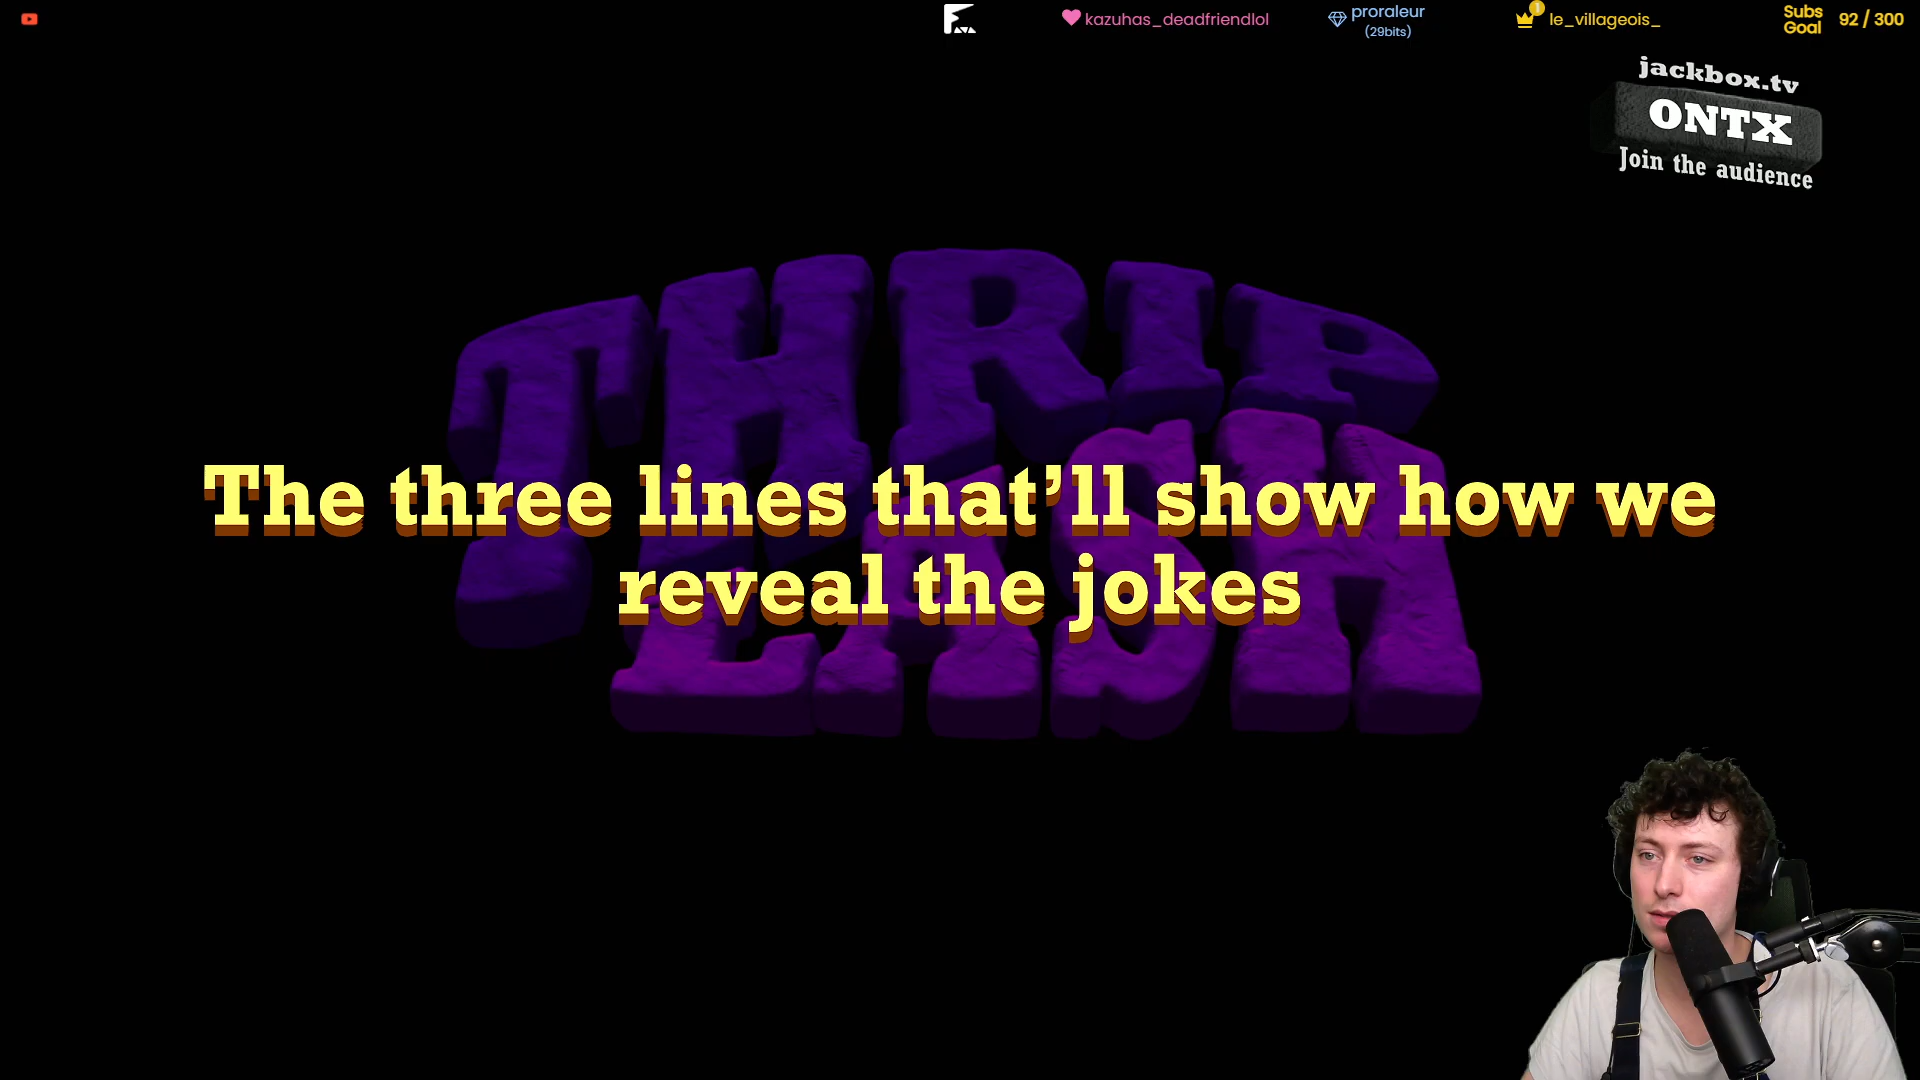 kazuhas_deadfriendlol
proraleur
(29bits)
1
le_villageois_
Subs
Goal
92 / 300
jackbox.tv
ONTX
Join the audience
THRIP
LASH
The three lines that’ll show how we
reveal the jokes